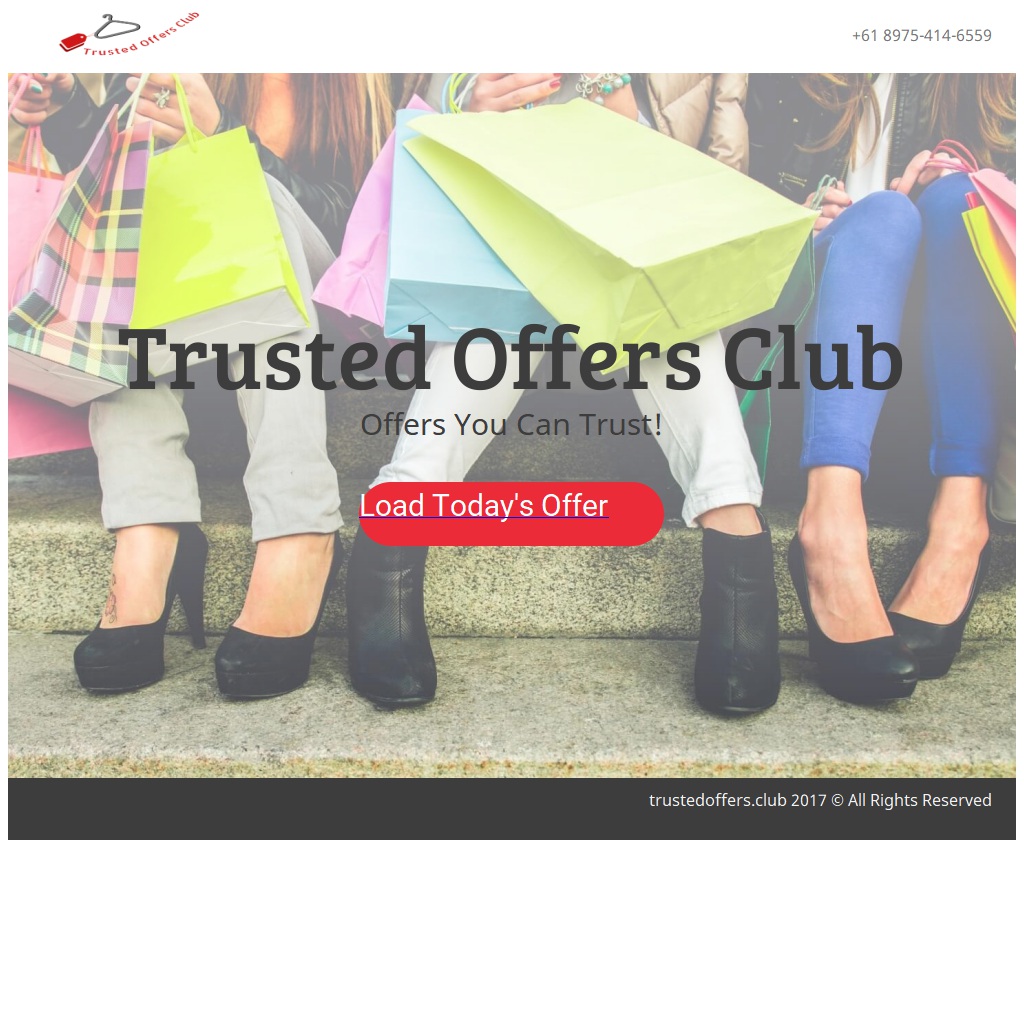 Trusted Offers Club
+61 8975-414-6559
Trusted Offers Club
Offers You Can Trust!
Load Today's Offer
trustedoffers.club 2017 © All Rights Reserved